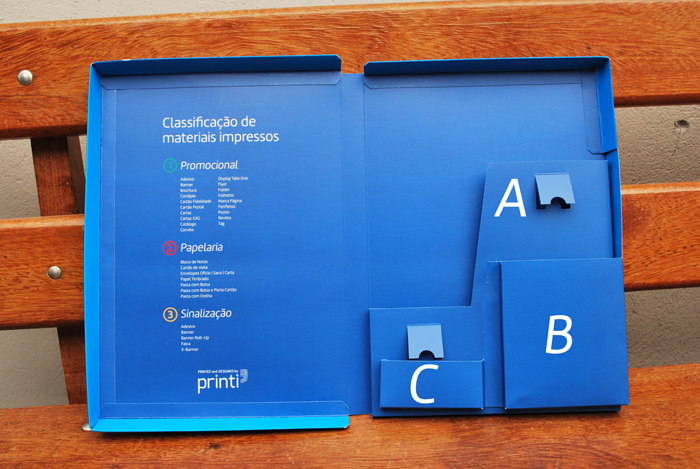 Classificação de
materiais impressos
1 Promocional
Adesivo
Banner
Brochura
Cardápio
Cartão Fidelidade
Cartão Postal
Cartaz
Cartaz XXG
Catálogo
Convite
Display Take One
Flyer
Folder
Folhetos
Marca Página
Panfletos
Poster
Revista
Tag
2 Papelaria
Bloco de Notas
Cartão de visita
Envelopes Ofício / Saco / Carta
Papel Timbrado
Pasta com Bolsa
Pasta com Bolsa e Porta Cartão
Pasta com Orelha
3 Sinalização
Adesivo
Banner
Banner Roll-Up
Faixa
X-Banner
PRINTED and DESIGNED by
printi
A
B
C